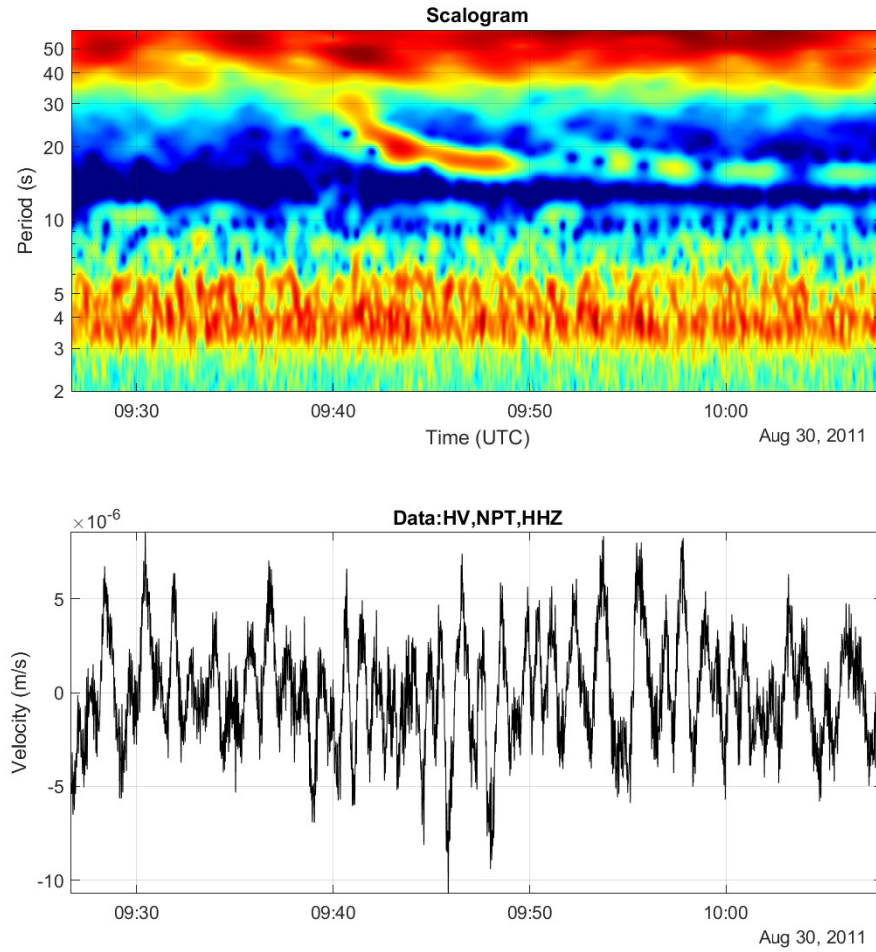 Scalogram
50
40
30
20
10
5
4
3
2
Period (s)
09:30 09:40 09:50 10:00
Time (UTC)
Aug 30, 2011
×10-6
Data:HV,NPT,HHZ
5
0
-5
-10
Velocity (m/s)
09:30 09:40 09:50 10:00
Aug 30, 2011